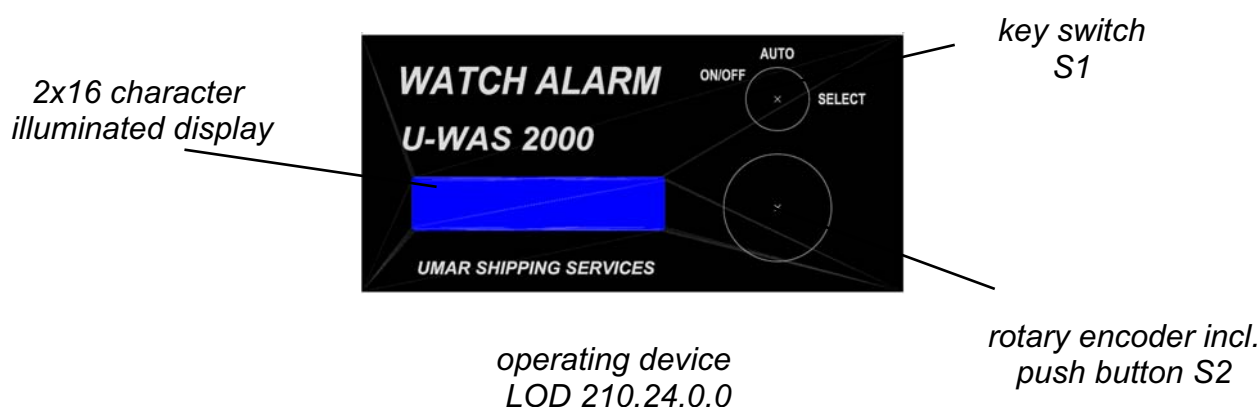 key switch
S1
2x16 character
illuminated display
AUTO
ON/OFF
SELECT
WATCH ALARM
U-WAS 2000
UMAR SHIPPING SERVICES
rotary encoder incl.
push button S2
operating device
LOD 210.24.0.0